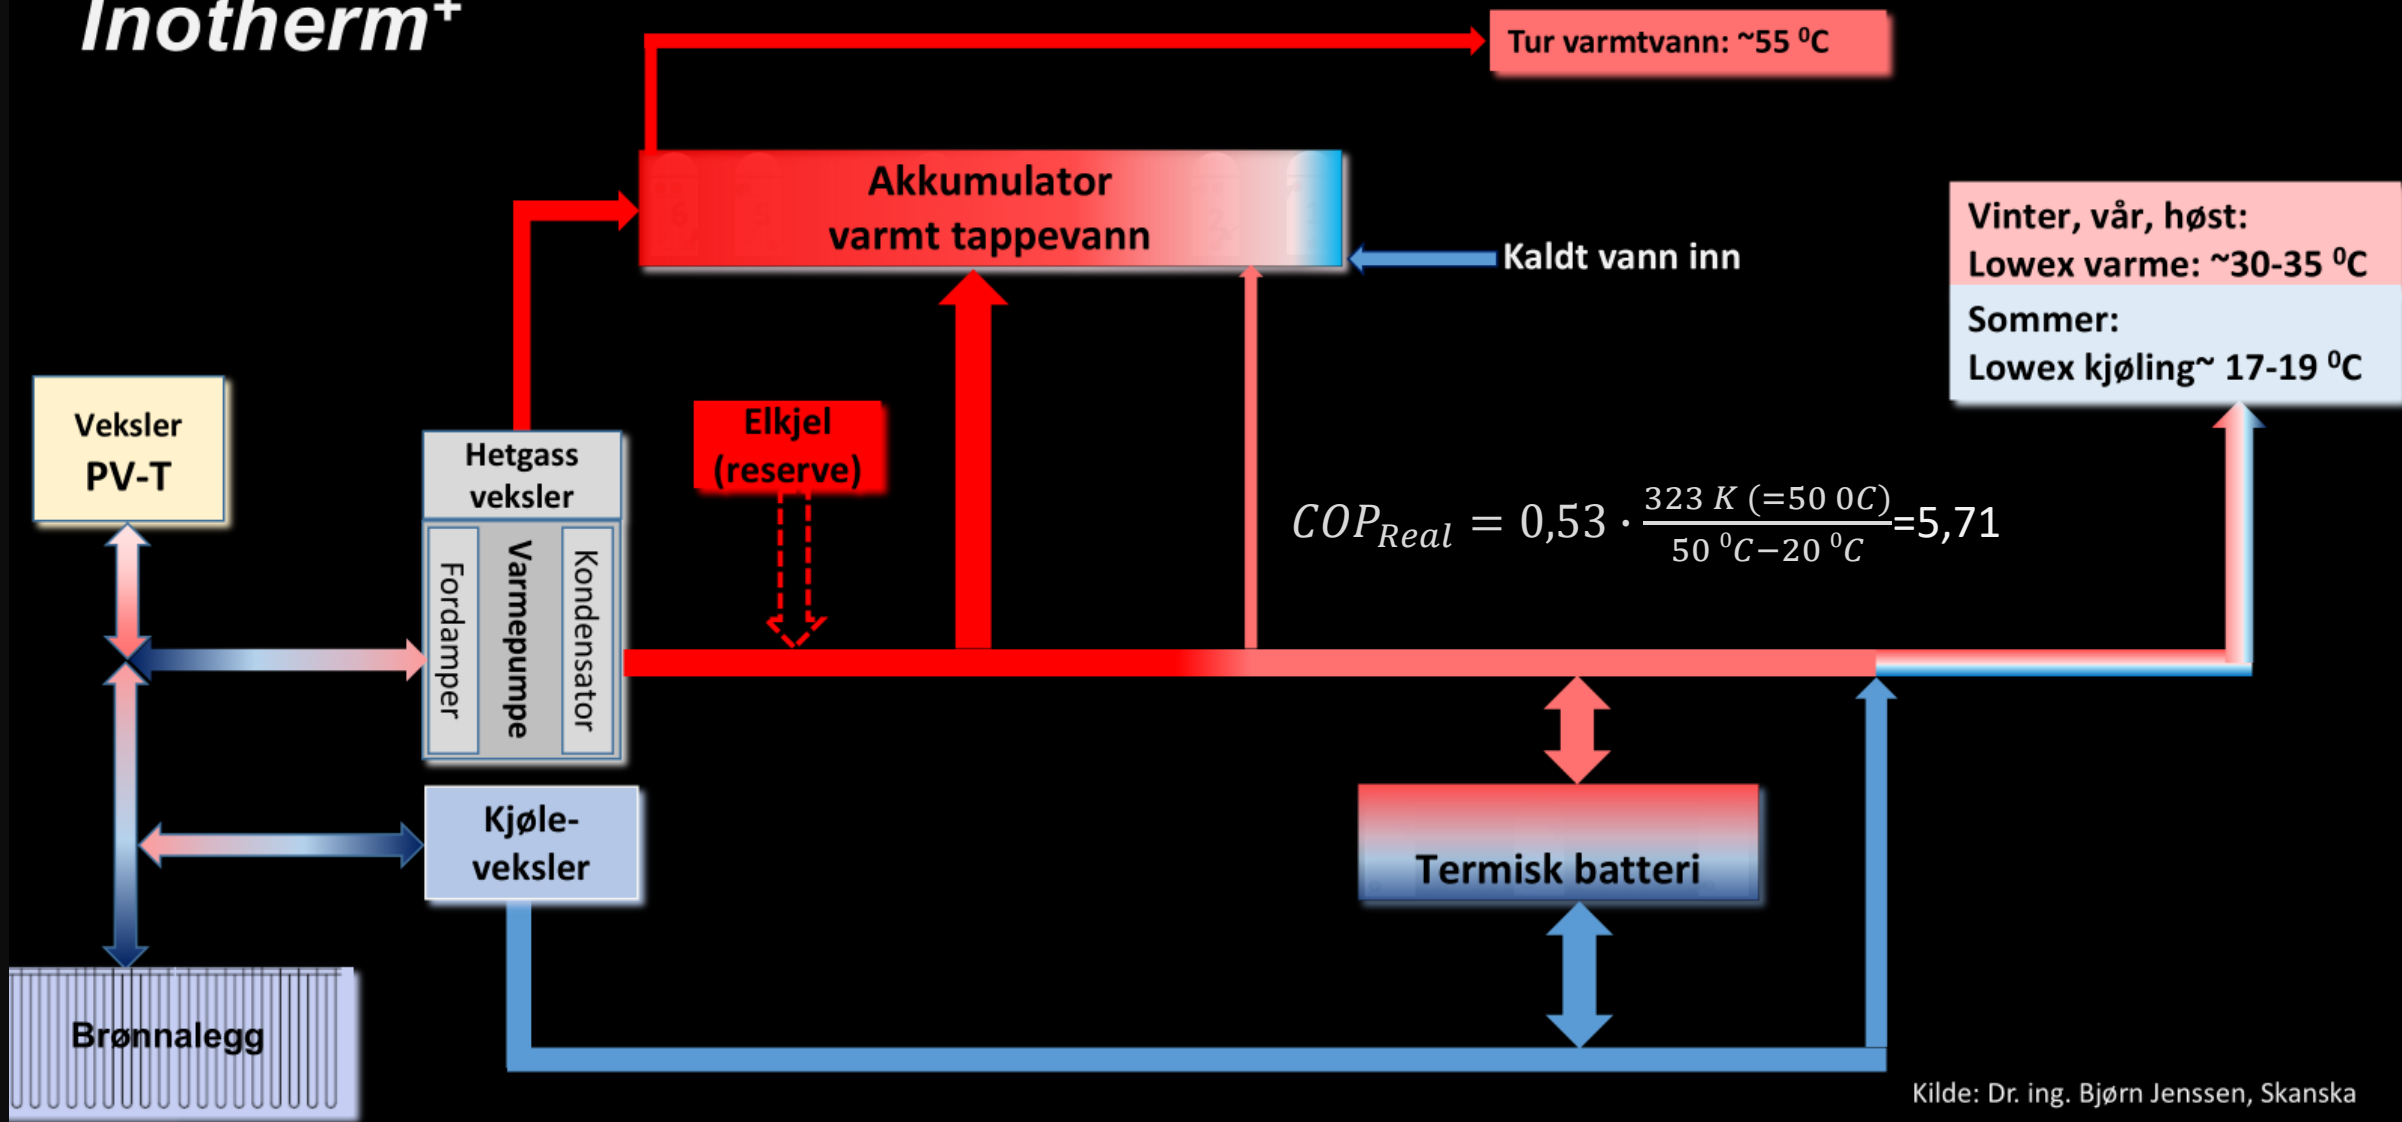 Inotherm+
Tur varmtvann: ~55 ⁰C
Akkumulator
varmt tappevann
Kaldt vann inn
Vinter, vår, høst:
Lowex varme: ~30-35 ⁰C
Sommer:
Lowex kjøling~ 17-19 ⁰C
Veksler
PV-T
Hetgass
veksler
Elkjel
(reserve)
Fordamper
Varmepumpe
Kondensator
COP_Real = 0,53 · 323 K (=50 0C) / 50 ⁰C−20 ⁰C =5,71
Kjøle-
veksler
Termisk batteri
Brønnalegg
Kilde: Dr. ing. Bjørn Jenssen, Skanska